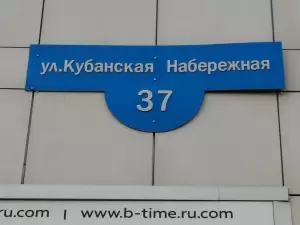 ул.Кубанская Набережная
37
ru.com | www.b-time.ru.com